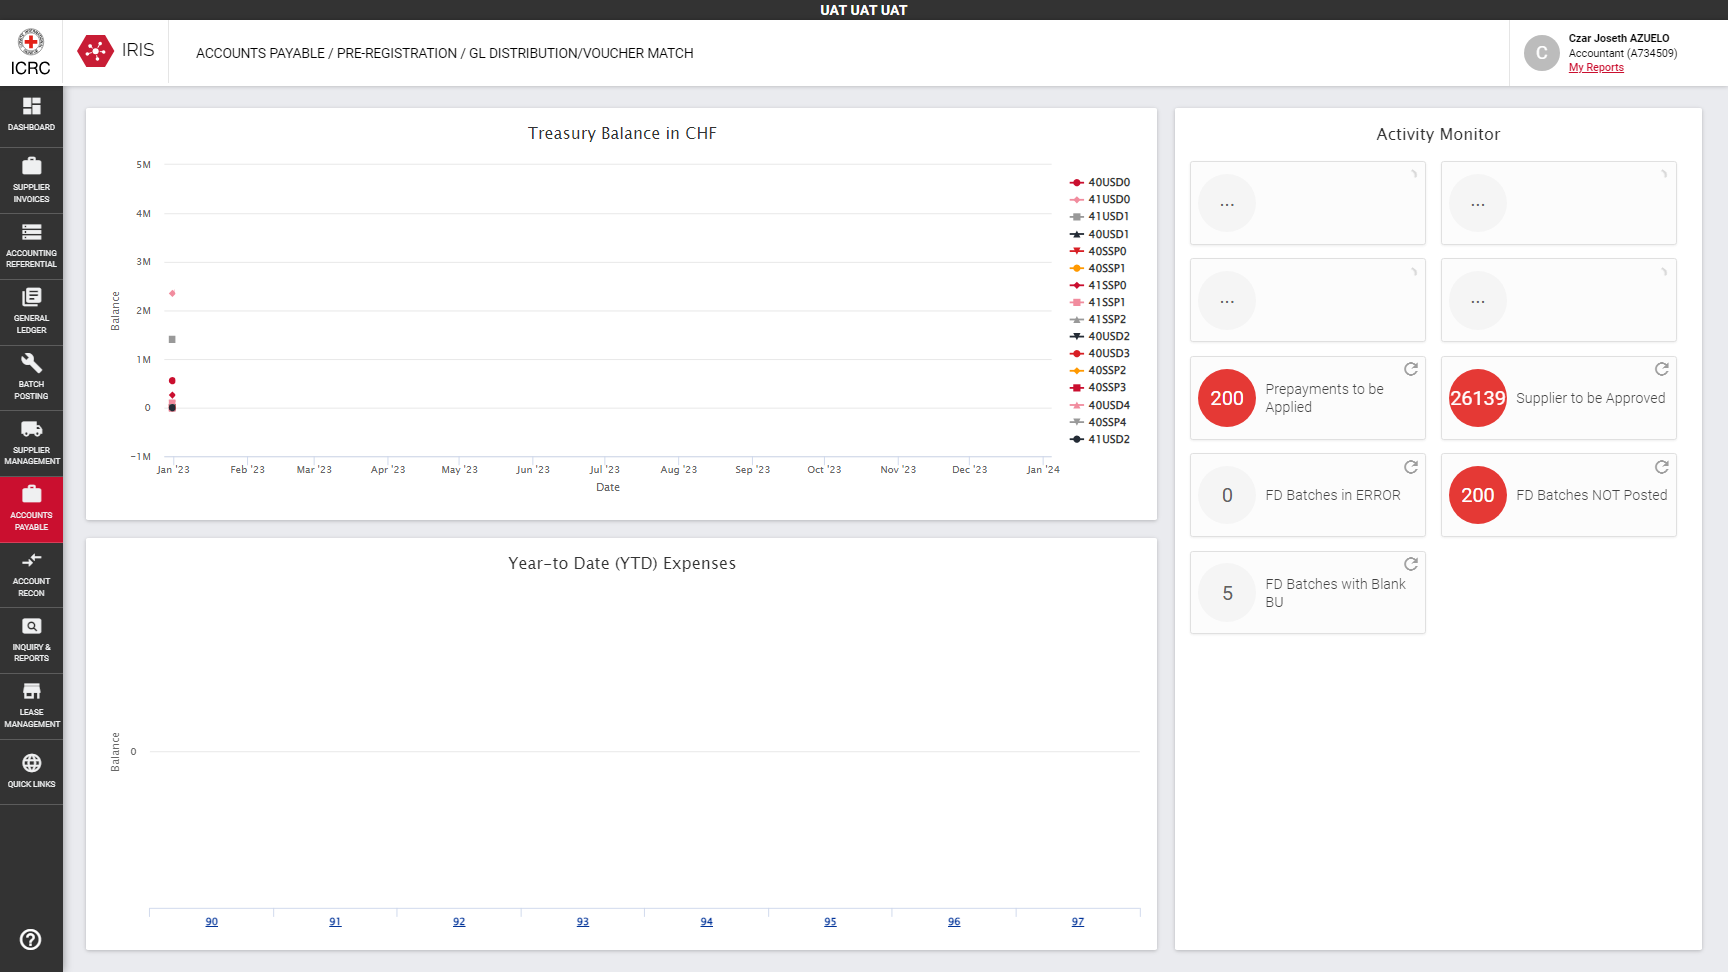 UAT UAT UAT
ICRC
IRIS
ACCOUNTS PAYABLE / PRE-REGISTRATION / GL DISTRIBUTION/VOUCHER MATCH
C
Czar Joseth AZUELO
Accountant (A734509)
My Reports
DASHBOARD
SUPPLIER
INVOICES
ACCOUNTING
REFERENTIAL
GENERAL
LEDGER
BATCH
POSTING
SUPPLIER
MANAGEMENT
ACCOUNTS
PAYABLE
ACCOUNT
RECON
INQUIRY &
REPORTS
LEASE
MANAGEMENT
QUICK LINKS
Treasury Balance in CHF
Balance
5M
4M
3M
2M
1M
0
-1M
Jan '23
Feb '23
Mar '23
Apr '23
May '23
Jun '23
Jul '23
Aug '23
Sep '23
Oct '23
Nov '23
Dec '23
Jan '24
Date
40USD0
41USD0
41USD1
40USD1
40SSP0
40SSP1
41SSP0
41SSP1
41SSP2
40USD2
40USD3
40SSP2
40SSP3
40USD4
40SSP4
41USD2
Year-to Date (YTD) Expenses
Balance
0
90
91
92
93
94
95
96
97
Activity Monitor
...
...
...
...
200
Prepayments to be
Applied
26139
Supplier to be Approved
0
FD Batches in ERROR
200
FD Batches NOT Posted
5
FD Batches with Blank
BU